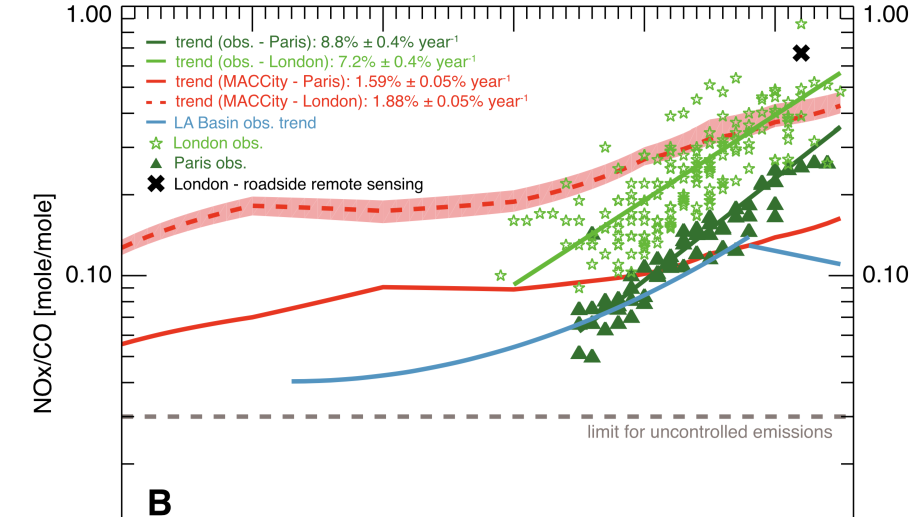 1.00
1.00
trend (obs. - Paris): 8.8% ± 0.4% year⁻¹
trend (obs. - London): 7.2% ± 0.4% year⁻¹
trend (MACCity - Paris): 1.59% ± 0.05% year⁻¹
trend (MACCity - London): 1.88% ± 0.05% year⁻¹
LA Basin obs. trend
London obs.
Paris obs.
London - roadside remote sensing
NOx/CO [mole/mole]
0.10
0.10
limit for uncontrolled emissions
B